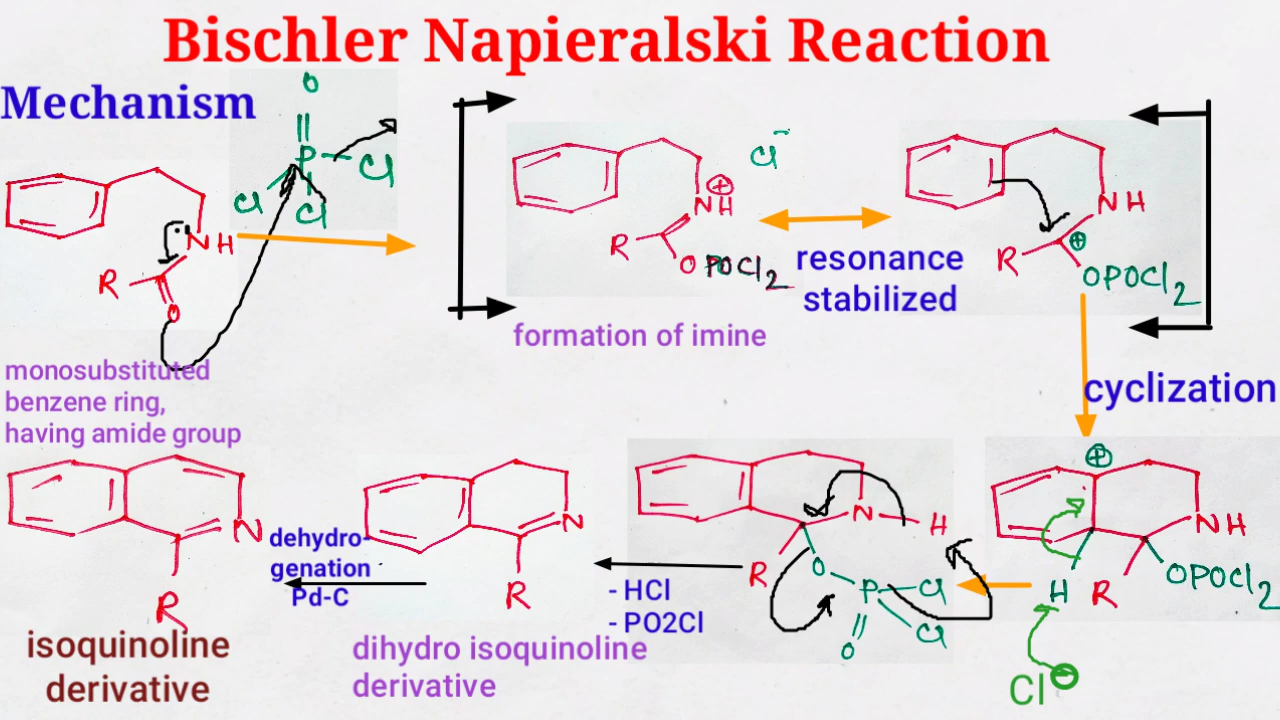 Bischler Napieralski Reaction
Mechanism
O
P
Cl
Cl
Cl
NH
R
O
monosubstituted
benzene ring,
having amide group
Cl⁻
⊕
NH
R
O POCl2
formation of imine
resonance
stabilized
NH
R
⊕
OPOCl2
cyclization
⊕
NH
H
R
OPOCl2
Cl⊖
N
H
R
O
P
Cl
Cl
O
- HCl
- PO2Cl
N
R
dihydro isoquinoline
derivative
dehydro-
genation
Pd-C
N
R
isoquinoline
derivative